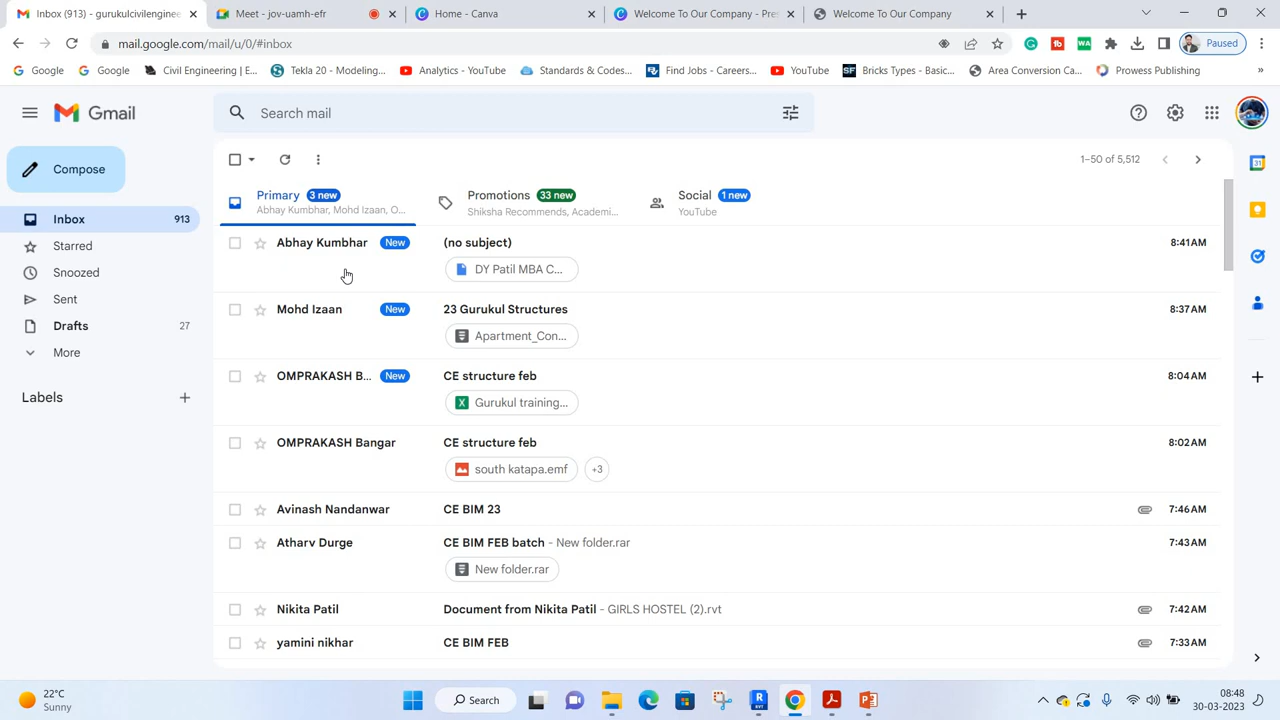 Inbox (913) - gurukulcivilengineer
Meet - jov-uamh-efr
Home - Canva
Welcome To Our Company - Pres
Welcome To Our Company
mail.google.com/mail/u/0/#inbox
Paused
Google
Google
Civil Engineering | E...
Tekla 20 - Modeling...
Analytics - YouTube
Standards & Codes...
Find Jobs - Careers...
YouTube
SF
Bricks Types - Basic...
Area Conversion Ca...
Prowess Publishing
»
Gmail
Search mail
Compose
1–50 of 5,512
Inbox 913
Starred
Snoozed
Sent
Drafts 27
More
Labels
Primary 3 new
Abhay Kumbhar, Mohd Izaan, O...
Promotions 33 new
Shiksha Recommends, Academi...
Social 1 new
YouTube
Abhay Kumbhar New (no subject) 8:41 AM
DY Patil MBA C...
Mohd Izaan New 23 Gurukul Structures 8:37 AM
Apartment_Con...
OMPRAKASH B... New CE structure feb 8:04 AM
Gurukul training...
OMPRAKASH Bangar CE structure feb 8:02 AM
south katapa.emf +3
Avinash Nandanwar CE BIM 23 7:46 AM
Atharv Durge CE BIM FEB batch - New folder.rar 7:43 AM
New folder.rar
Nikita Patil Document from Nikita Patil - GIRLS HOSTEL (2).rvt 7:42 AM
yamini nikhar CE BIM FEB 7:33 AM
22°C
Sunny
Search
08:48
30-03-2023